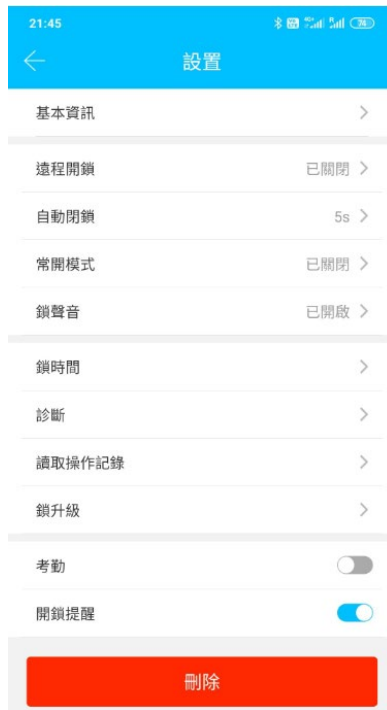 21:45
76
設置
基本資訊
遠程開鎖 已關閉
自動閉鎖 5s
常開模式 已關閉
鎖聲音 已開啟
鎖時間
診斷
讀取操作記錄
鎖升級
考勤
開鎖提醒
刪除